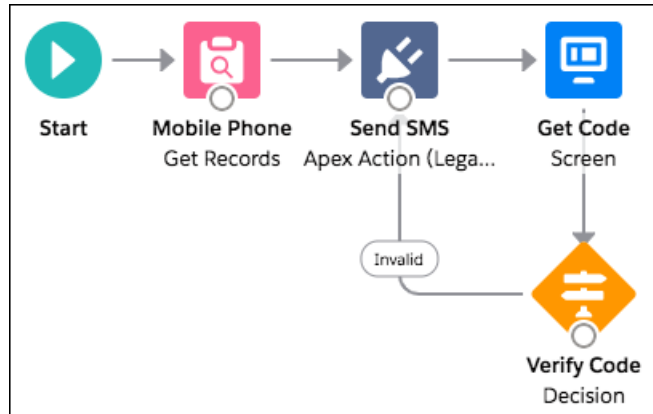 Start
Mobile Phone
Get Records
Send SMS
Apex Action (Lega...
Get Code
Screen
Invalid
Verify Code
Decision